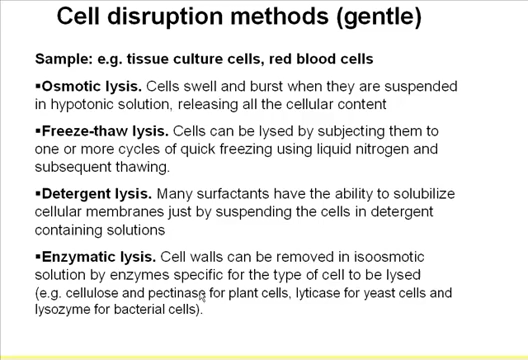 Cell disruption methods (gentle)
Sample: e.g. tissue culture cells, red blood cells
▪Osmotic lysis. Cells swell and burst when they are suspended
in hypotonic solution, releasing all the cellular content
▪Freeze-thaw lysis. Cells can be lysed by subjecting them to
one or more cycles of quick freezing using liquid nitrogen and
subsequent thawing.
▪Detergent lysis. Many surfactants have the ability to solubilize
cellular membranes just by suspending the cells in detergent
containing solutions
▪Enzymatic lysis. Cell walls can be removed in isoosmotic
solution by enzymes specific for the type of cell to be lysed
(e.g. cellulose and pectinase for plant cells, lyticase for yeast cells and
lysozyme for bacterial cells).